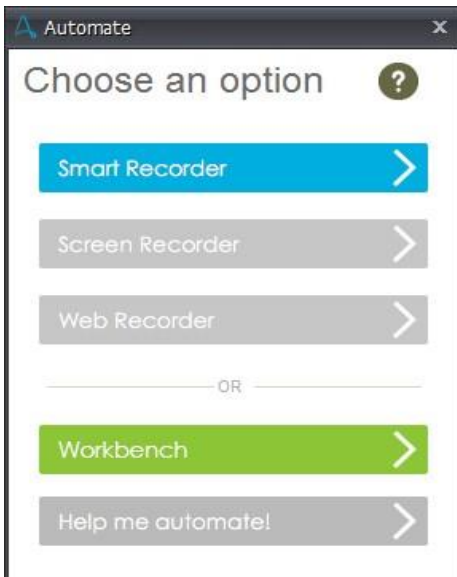 Automate
Choose an option
?
Smart Recorder
Screen Recorder
Web Recorder
OR
Workbench
Help me automate!